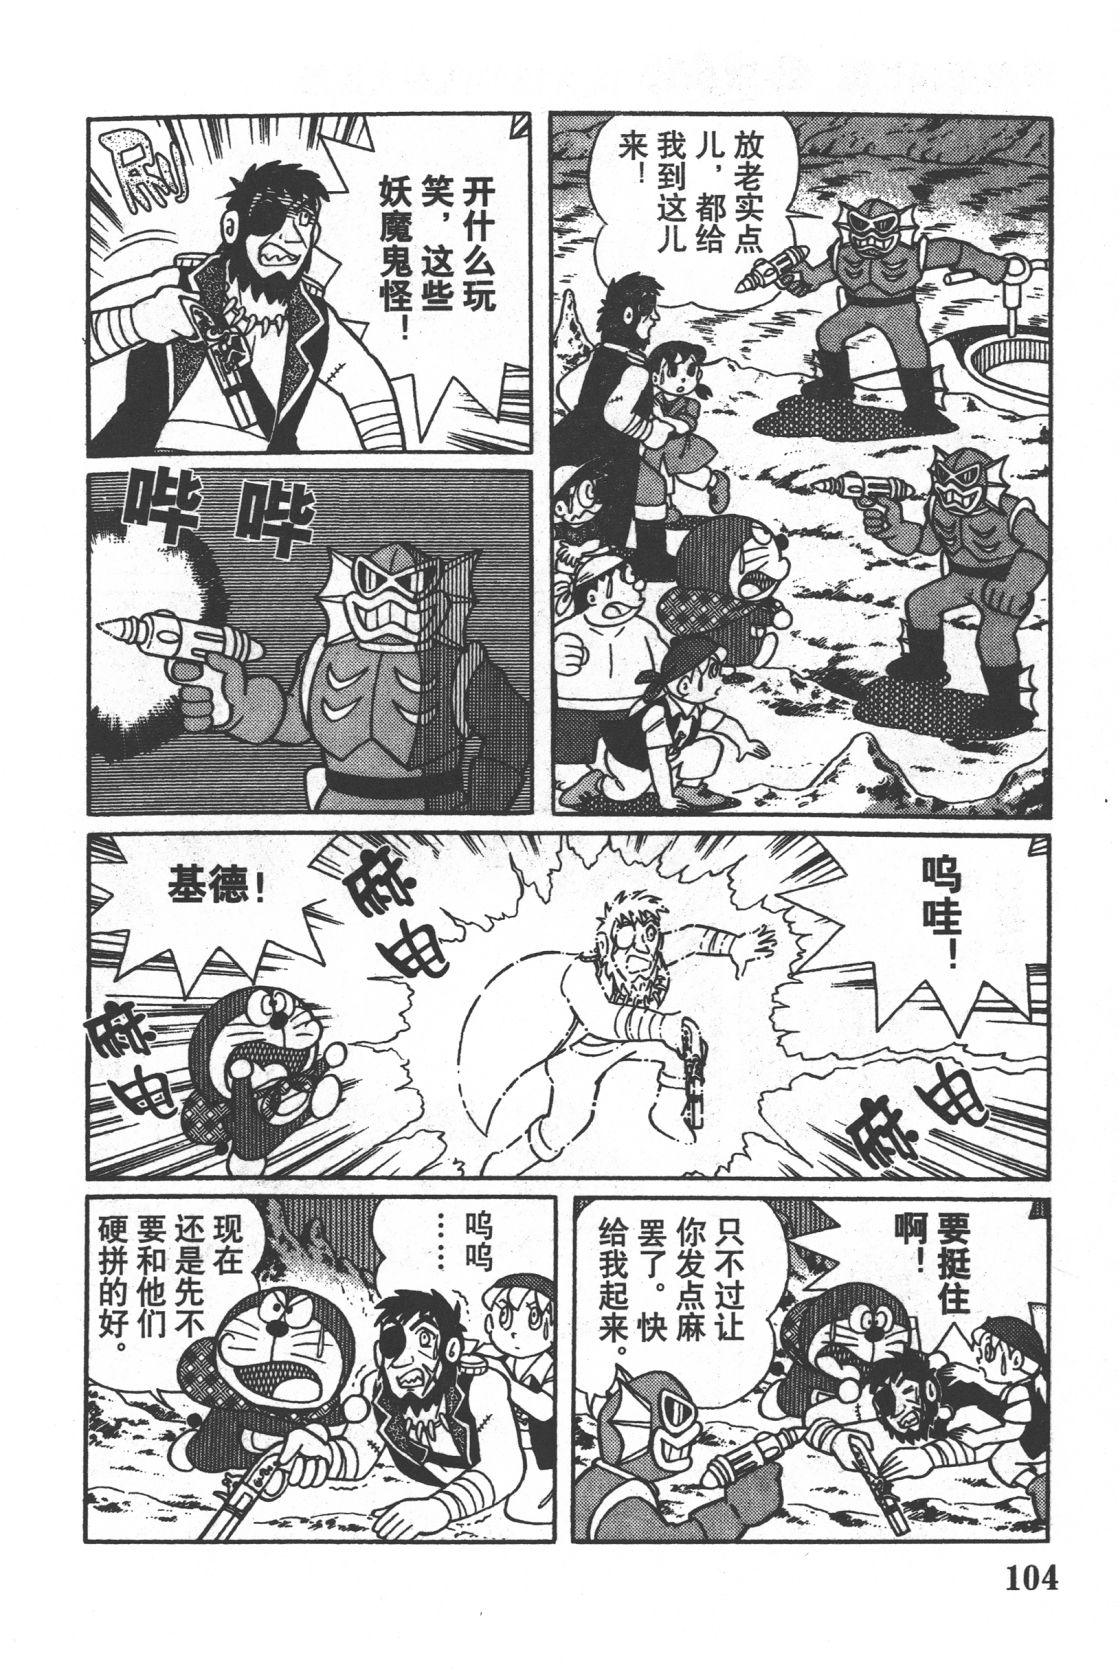 放老实点
儿，都给
我到这儿
来！
开什么玩
笑，这些
妖魔鬼怪！
刷
哔 哔
呜哇！
基德！
麻电
麻电
麻电
要挺住
啊！
只不过让
你发点麻
罢了。快
给我起来。
呜呜
……
现在
还是先不
要和他们
硬拼的好。
104